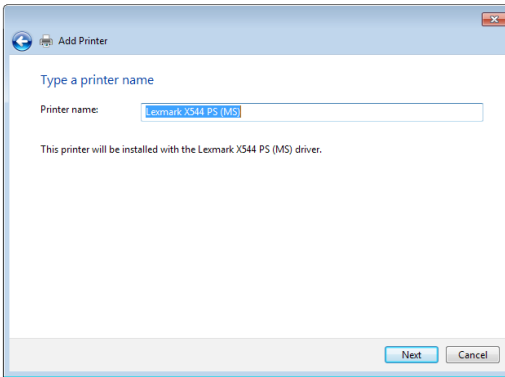 Add Printer
Type a printer name
Printer name:
Lexmark X544 PS (MS)
This printer will be installed with the Lexmark X544 PS (MS) driver.
Next
Cancel